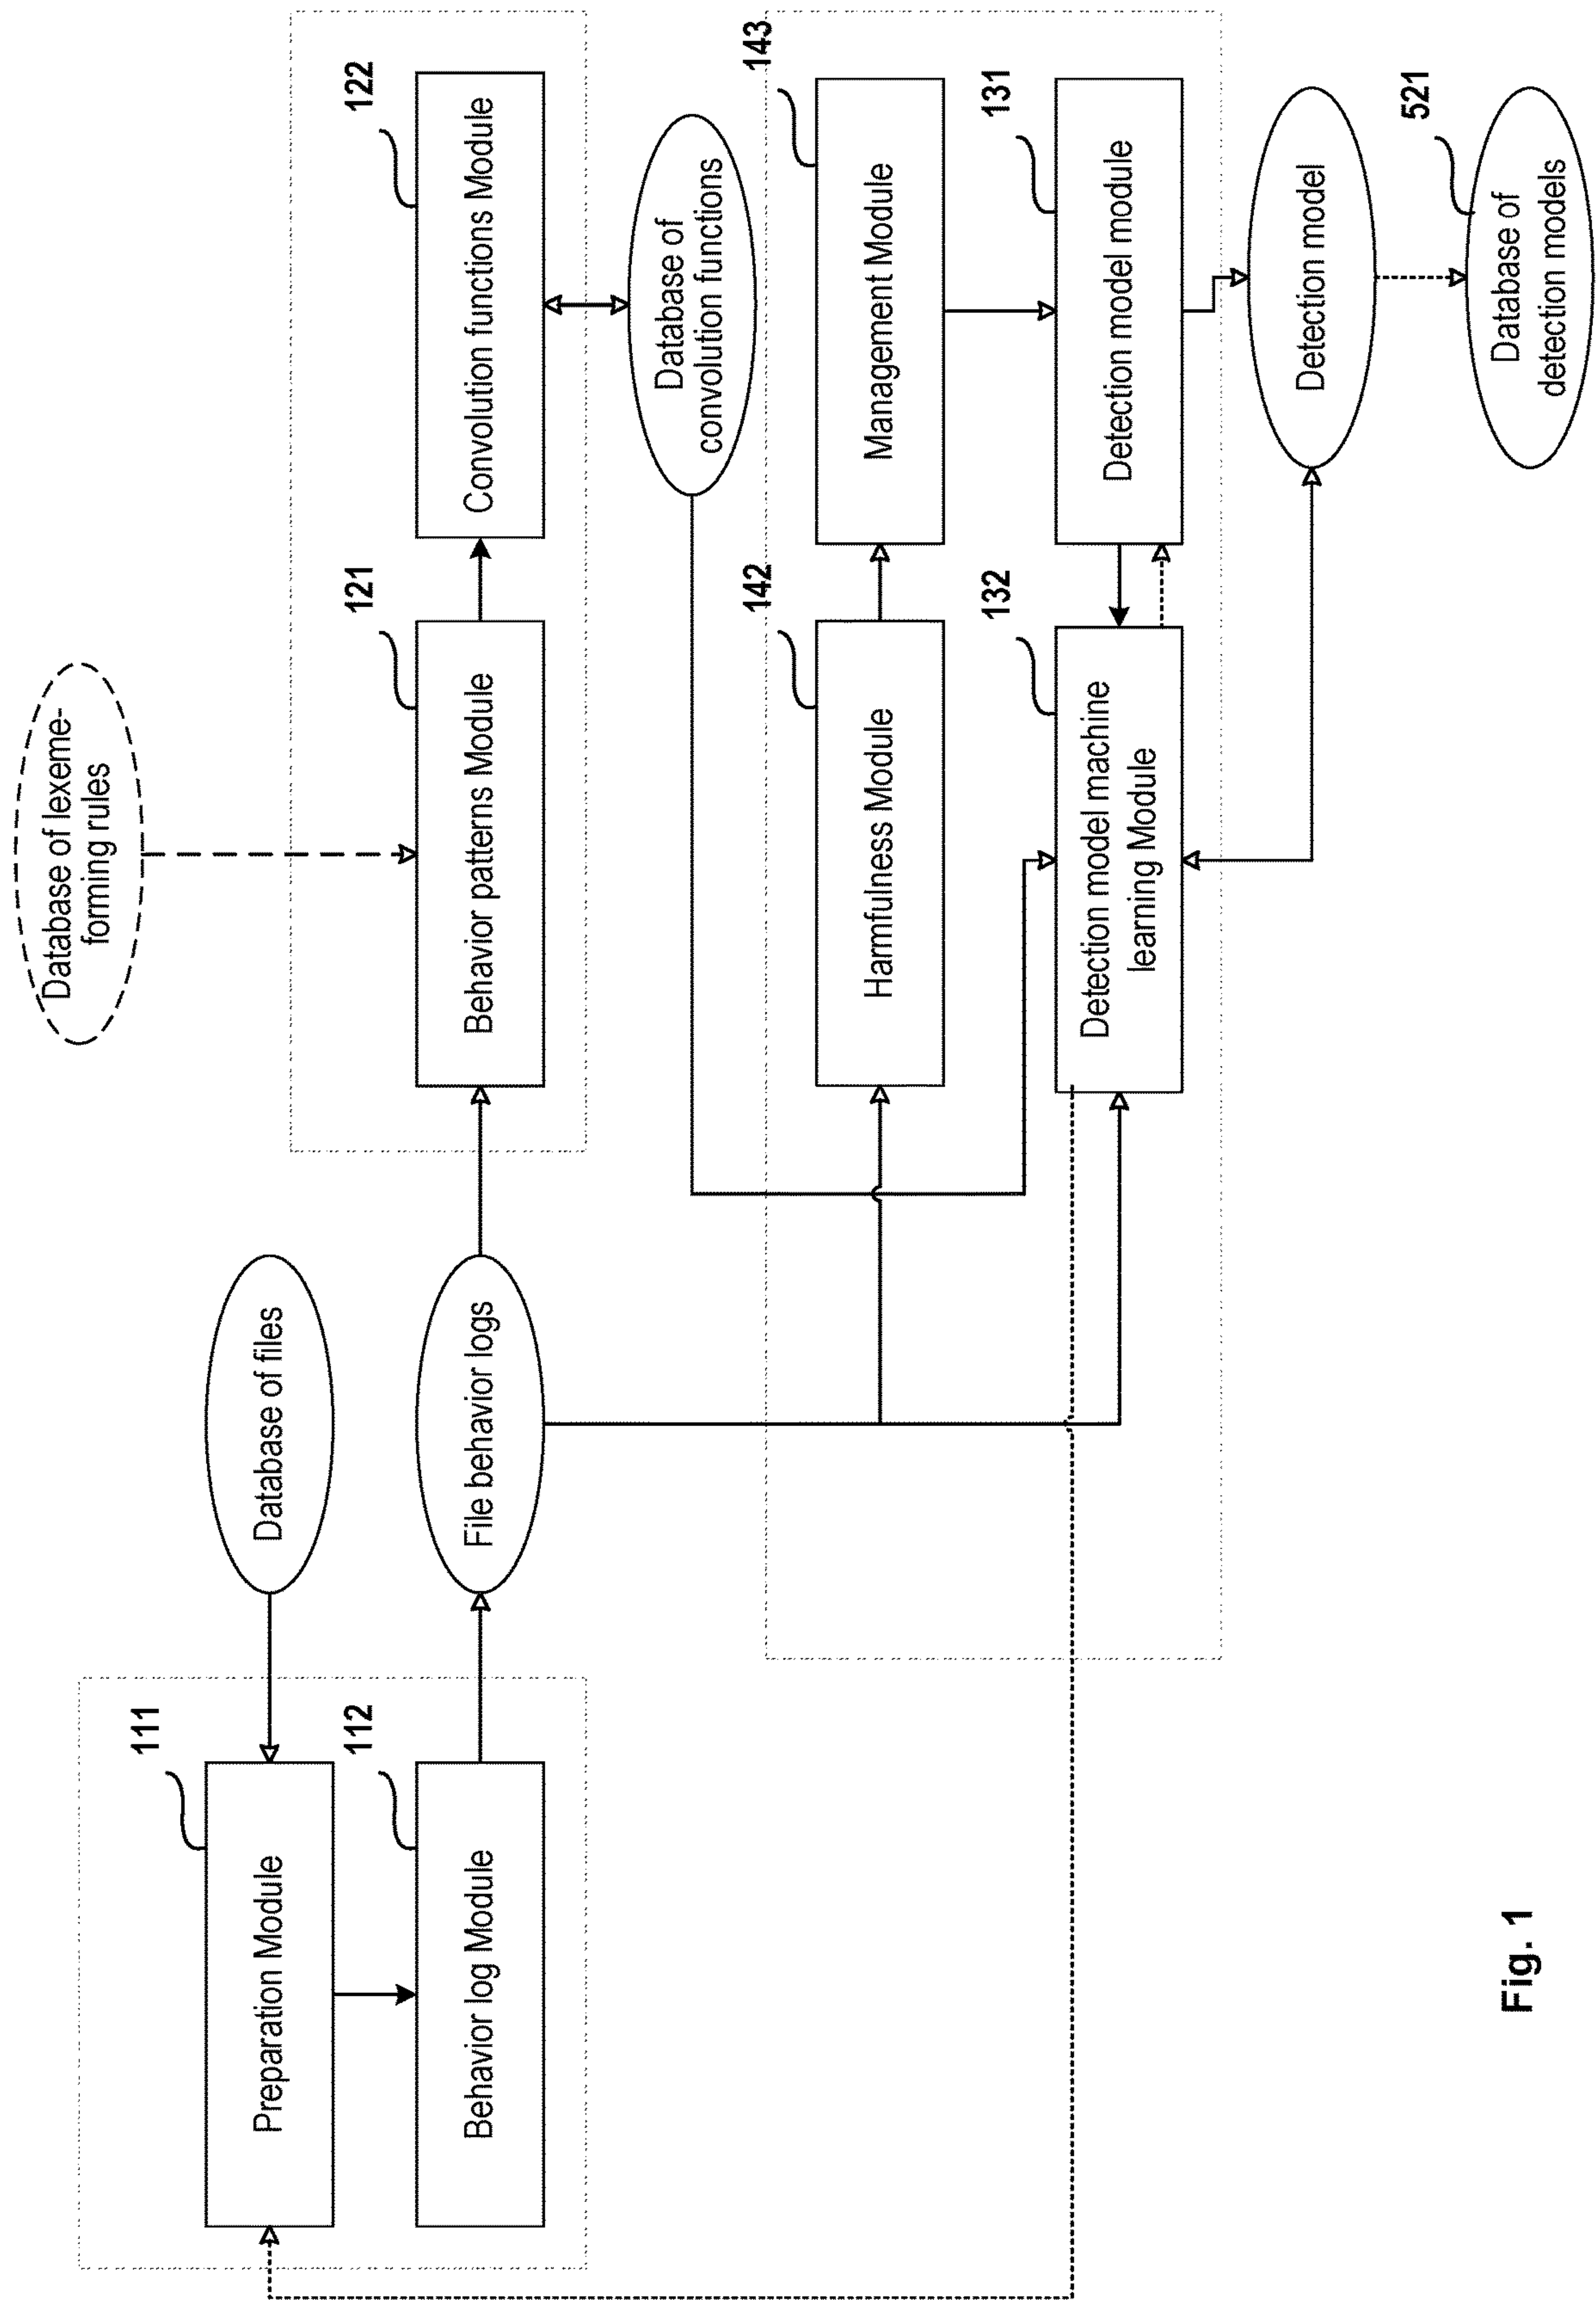 Database of lexeme-
forming rules
111
Preparation Module
Database of files
112
Behavior log Module
File behavior logs
121
Behavior patterns Module
122
Convolution functions Module
Database of
convolution functions
142
Harmfulness Module
143
Management Module
132
Detection model machine
learning Module
131
Detection model module
Detection model
521
Database of
detection models
Fig. 1